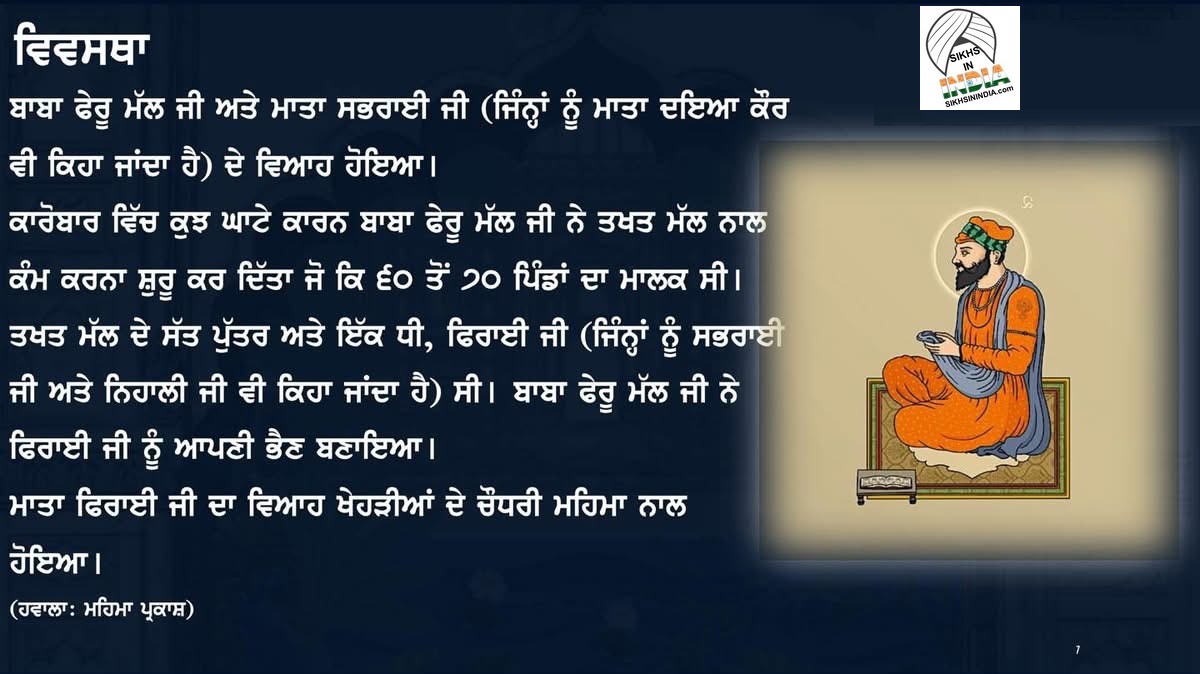 ਵਿਵਸਥਾ
ਬਾਬਾ ਫੇਰੂ ਮੱਲ ਜੀ ਅਤੇ ਮਾਤਾ ਸਭਰਾਈ ਜੀ (ਜਿੰਨ੍ਹਾਂ ਨੂੰ ਮਾਤਾ ਦਇਆ ਕੌਰ
ਵੀ ਕਿਹਾ ਜਾਂਦਾ ਹੈ) ਦੇ ਵਿਆਹ ਹੋਇਆ।
ਕਾਰੋਬਾਰ ਵਿੱਚ ਕੁਝ ਘਾਟੇ ਕਾਰਨ ਬਾਬਾ ਫੇਰੂ ਮੱਲ ਜੀ ਨੇ ਤਖਤ ਮੱਲ ਨਾਲ
ਕੰਮ ਕਰਨਾ ਸ਼ੁਰੂ ਕਰ ਦਿੱਤਾ ਜੋ ਕਿ ੬੦ ਤੋਂ ੭੦ ਪਿੰਡਾਂ ਦਾ ਮਾਲਕ ਸੀ।
ਤਖਤ ਮੱਲ ਦੇ ਸੱਤ ਪੁੱਤਰ ਅਤੇ ਇੱਕ ਧੀ, ਫਿਰਾਈ ਜੀ (ਜਿੰਨ੍ਹਾਂ ਨੂੰ ਸਭਰਾਈ
ਜੀ ਅਤੇ ਨਿਹਾਲੀ ਜੀ ਵੀ ਕਿਹਾ ਜਾਂਦਾ ਹੈ) ਸੀ। ਬਾਬਾ ਫੇਰੂ ਮੱਲ ਜੀ ਨੇ
ਫਿਰਾਈ ਜੀ ਨੂੰ ਆਪਣੀ ਭੈਣ ਬਣਾਇਆ।
ਮਾਤਾ ਫਿਰਾਈ ਜੀ ਦਾ ਵਿਆਹ ਖੇਹੜੀਆਂ ਦੇ ਚੌਧਰੀ ਮਹਿਮਾ ਨਾਲ
ਹੋਇਆ।
(ਹਵਾਲਾ: ਮਹਿਮਾ ਪ੍ਰਕਾਸ਼)
SIKHS
IN
INDIA
SIKHSININDIA.com
7